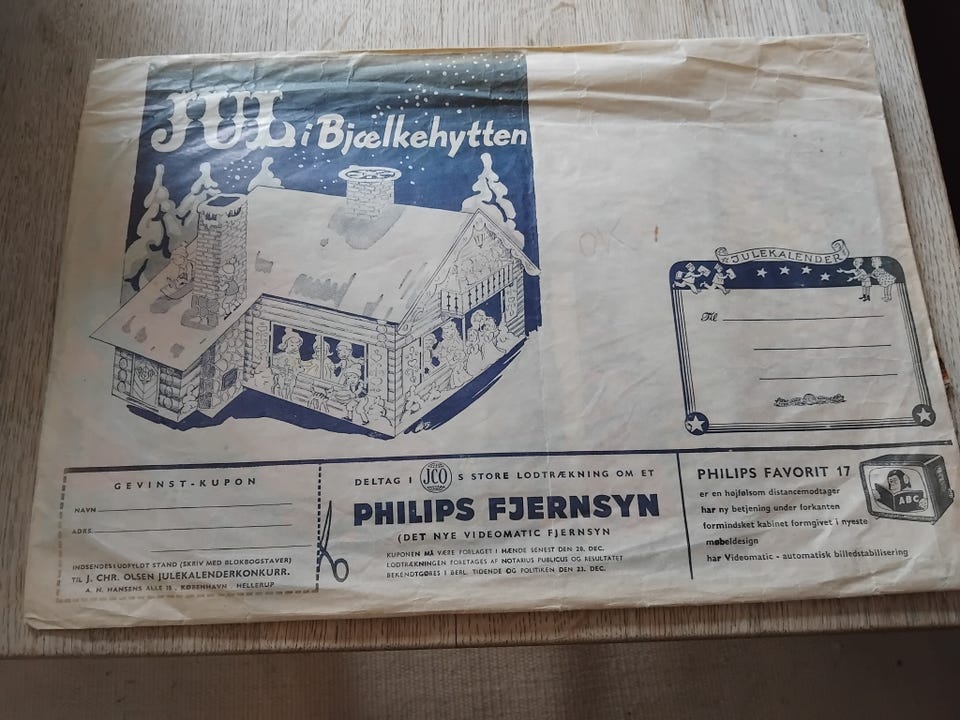 JUL i Bjælkehytten
OK
JULEKALENDER
Til
GEVINST-KUPON
NAVN
ADRS.
INDSENDES I UDFYLDT STAND (SKRIV MED BLOKBOGSTAVER)
TIL J. CHR. OLSEN JULEKALENDERKONKURR.
A. H. HANSENS ALLE 15 . KØBENHAVN . HELLERUP
DELTAG I JCO S STORE LODTRÆKNING OM ET
PHILIPS FJERNSYN
(DET NYE VIDEOMATIC FJERNSYN
KUPONEN MÅ VÆRE FORLAGET I HÆNDE SENEST DEN 20. DEC.
LODTRÆKNINGEN FORETAGES AF NOTARIUS PUBLICUS OG RESULTATET
BEKENDTGØRES I BERL. TIDENDE OG POLITIKEN DEN 23. DEC.
PHILIPS FAVORIT 17
er en højfølsom distancemodtager
har ny betjening under forkanten
formindsket kabinet formgivet i nyeste
møbeldesign
har Videomatic - automatisk billedstabilisering
ABC